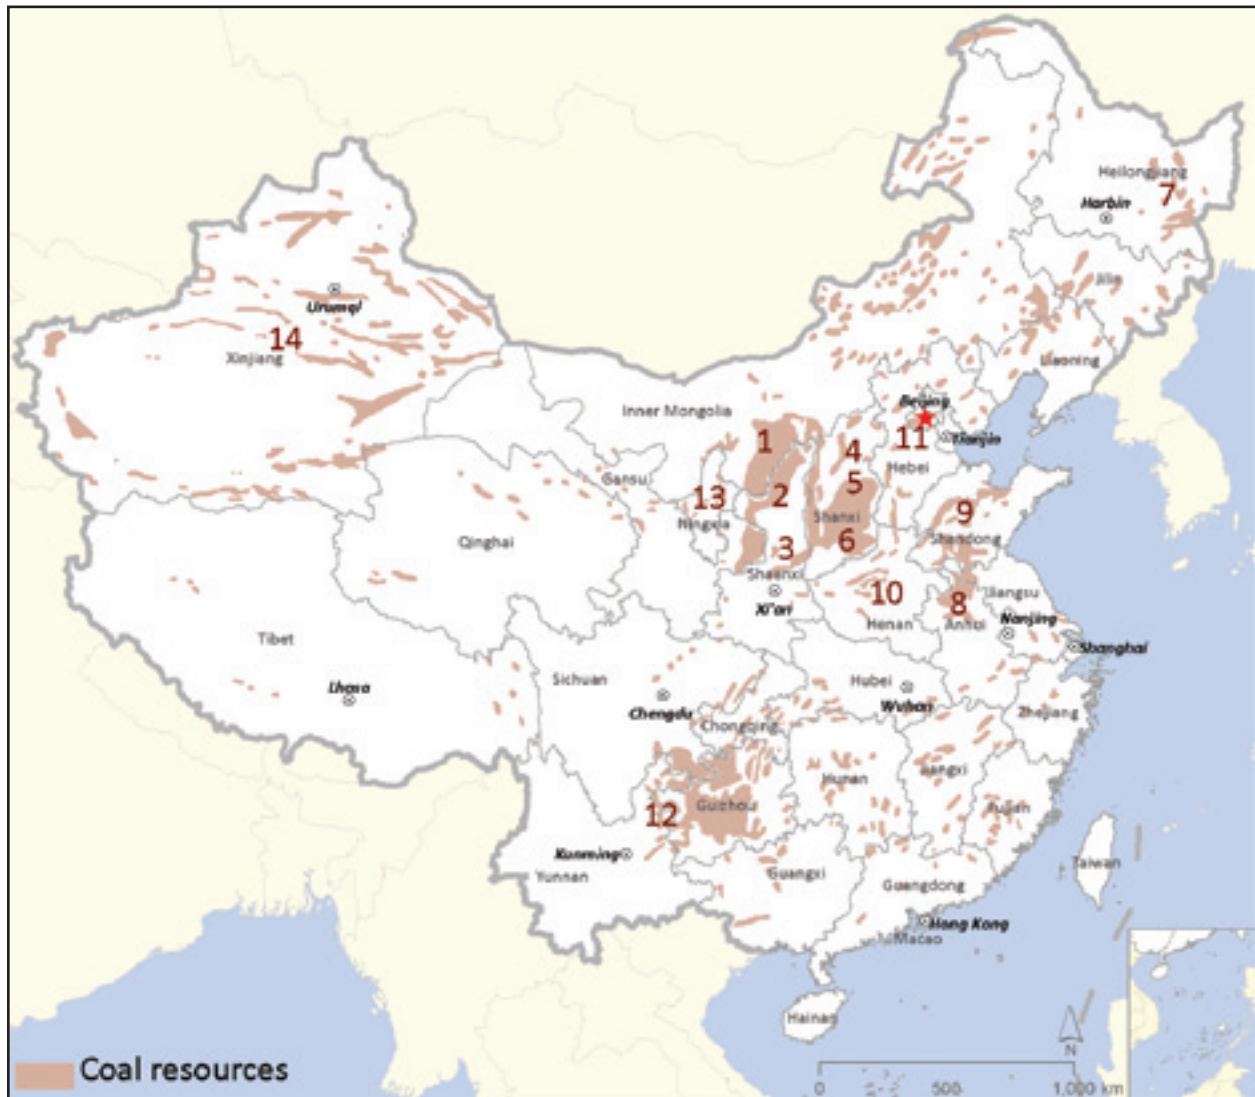 Heilongjiang
7
Harbin
Jilin
Urumqi
14
Xinjiang
Liaoning
Beijing
Inner Mongolia
11
Tianjin
1
4
Hebei
Gansu
5
2
13
9
Ningxia
Shanxi
Shandong
Qinghai
3
6
Shaanxi
10
8
Jiangsu
Xi'an
Henan
Anhui
Nanjing
Tibet
Shanghai
Sichuan
Hubei
Lhasa
Chengdu
Wuhan
Zhejiang
Chongqing
Hunan
Jiangxi
12
Guizhou
Fujian
Kunming
Yunnan
Taiwan
Guangxi
Guangdong
Hong Kong
Macao
Hainan
N
Coal resources
0 500 1,000 km